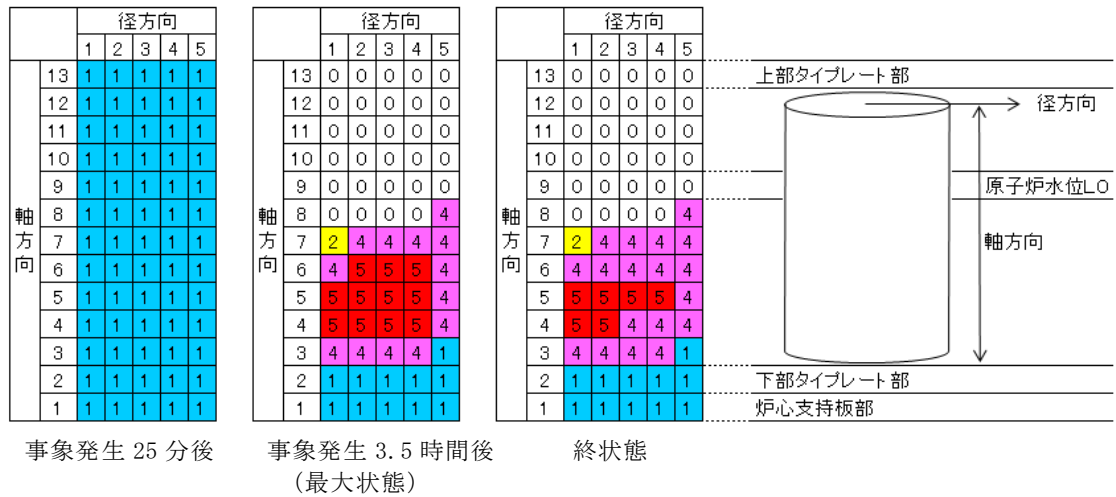 径方向
1 2 3 4 5
軸方向
13 1 1 1 1 1
12 1 1 1 1 1
11 1 1 1 1 1
10 1 1 1 1 1
9 1 1 1 1 1
8 1 1 1 1 1
7 1 1 1 1 1
6 1 1 1 1 1
5 1 1 1 1 1
4 1 1 1 1 1
3 1 1 1 1 1
2 1 1 1 1 1
1 1 1 1 1 1
事象発生 25 分後
径方向
1 2 3 4 5
軸方向
13 0 0 0 0 0
12 0 0 0 0 0
11 0 0 0 0 0
10 0 0 0 0 0
9 0 0 0 0 0
8 0 0 0 0 4
7 2 4 4 4 4
6 4 5 5 5 4
5 5 5 5 5 4
4 5 5 5 5 4
3 4 4 4 4 1
2 1 1 1 1 1
1 1 1 1 1 1
事象発生 3.5 時間後
(最大状態)
径方向
1 2 3 4 5
軸方向
13 0 0 0 0 0
12 0 0 0 0 0
11 0 0 0 0 0
10 0 0 0 0 0
9 0 0 0 0 0
8 0 0 0 0 4
7 2 4 4 4 4
6 4 4 4 4 4
5 5 5 5 5 4
4 5 5 4 4 4
3 4 4 4 4 1
2 1 1 1 1 1
1 1 1 1 1 1
終状態
上部タイプレート部
径方向
原子炉水位L0
軸方向
下部タイプレート部
炉心支持板部